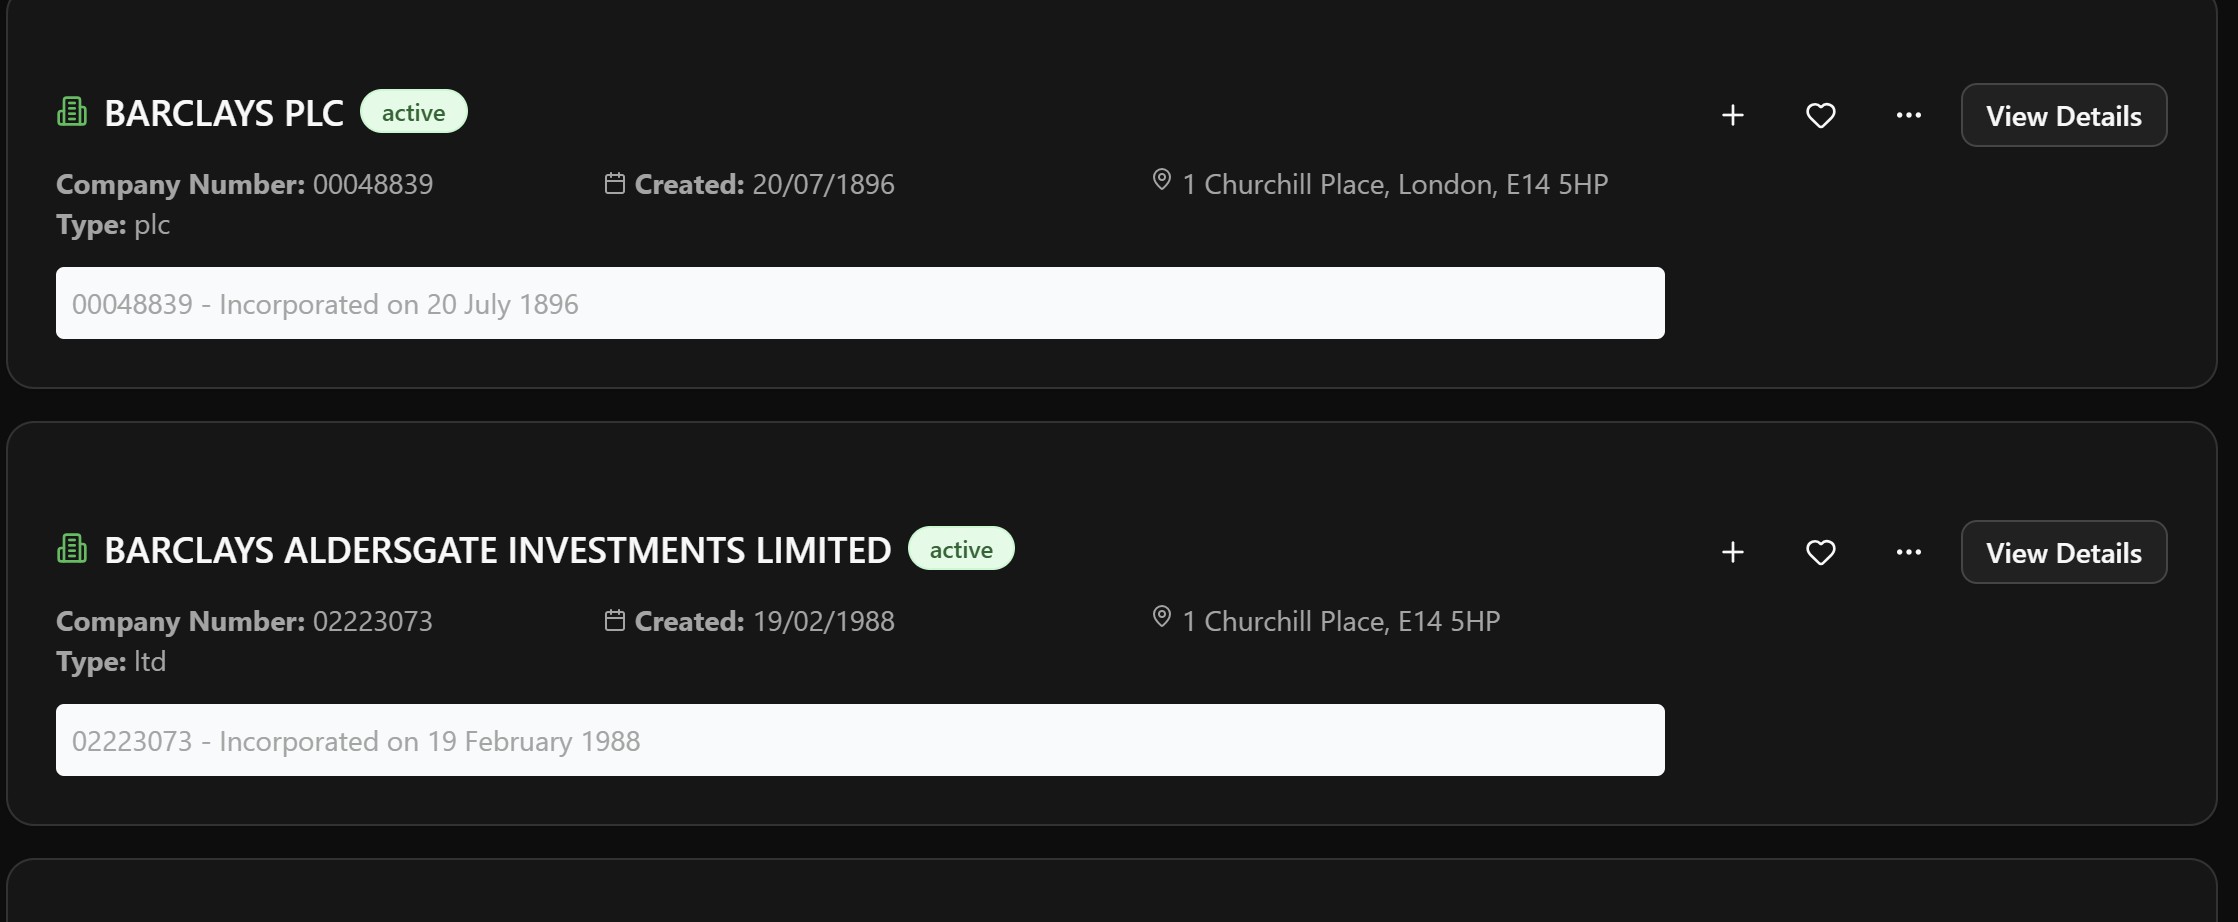 BARCLAYS PLC active
View Details
Company Number: 00048839 Created: 20/07/1896 1 Churchill Place, London, E14 5HP
Type: plc
00048839 - Incorporated on 20 July 1896
BARCLAYS ALDERSGATE INVESTMENTS LIMITED active
View Details
Company Number: 02223073 Created: 19/02/1988 1 Churchill Place, E14 5HP
Type: ltd
02223073 - Incorporated on 19 February 1988